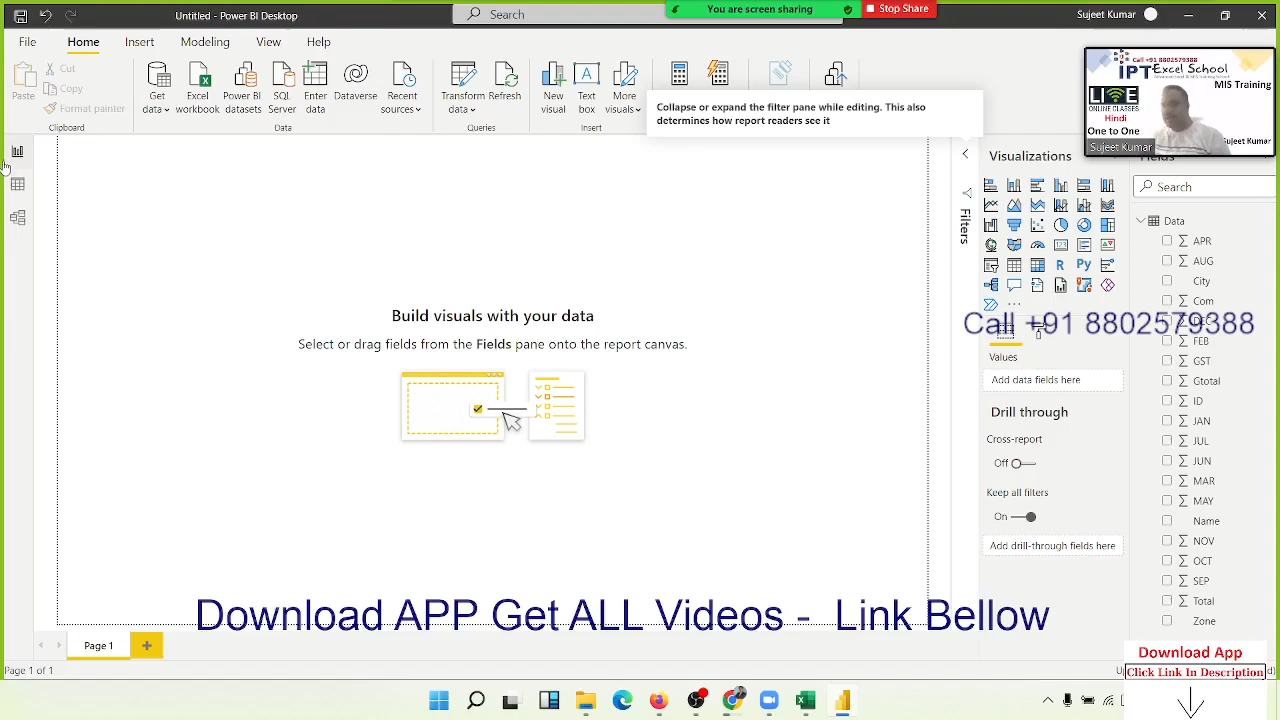 Untitled - Power BI Desktop
Search
You are screen sharing
Stop Share
Sujeet Kumar
File
Home
Insert
Modeling
View
Help
Paste
Cut
Copy
Format painter
Clipboard
Get data
Excel workbook
Power BI datasets
SQL Server
Enter data
Dataverse
Recent sources
Data
Transform data
Refresh
Queries
New visual
Text box
More visuals
Insert
Collapse or expand the filter pane while editing. This also
determines how report readers see it
Call +91 8802579388
IPT Excel School
MIS Training
LIVE
ONLINE CLASSES
Hindi
One to One
Sujeet Kumar
Build visuals with your data
Select or drag fields from the Fields pane onto the report canvas.
Filters
Visualizations
R
Py
Values
Add data fields here
Drill through
Cross-report
Off
Keep all filters
On
Add drill-through fields here
Search
Data
APR
AUG
City
Com
Call +91 8802579388
FEB
GST
Gtotal
ID
JAN
JUL
JUN
MAR
MAY
Name
NOV
OCT
SEP
Total
Zone
Download APP Get ALL Videos - Link Bellow
Page 1
Page 1 of 1
Download App
Click Link In Description